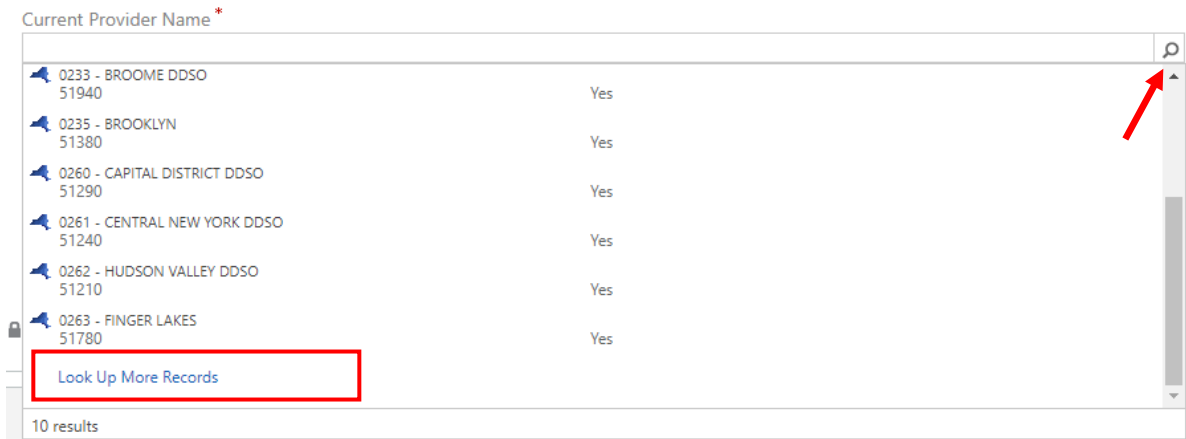 Current Provider Name*
0233 - BROOME DDSO
51940 Yes
0235 - BROOKLYN
51380 Yes
0260 - CAPITAL DISTRICT DDSO
51290 Yes
0261 - CENTRAL NEW YORK DDSO
51240 Yes
0262 - HUDSON VALLEY DDSO
51210 Yes
0263 - FINGER LAKES
51780 Yes
Look Up More Records
10 results